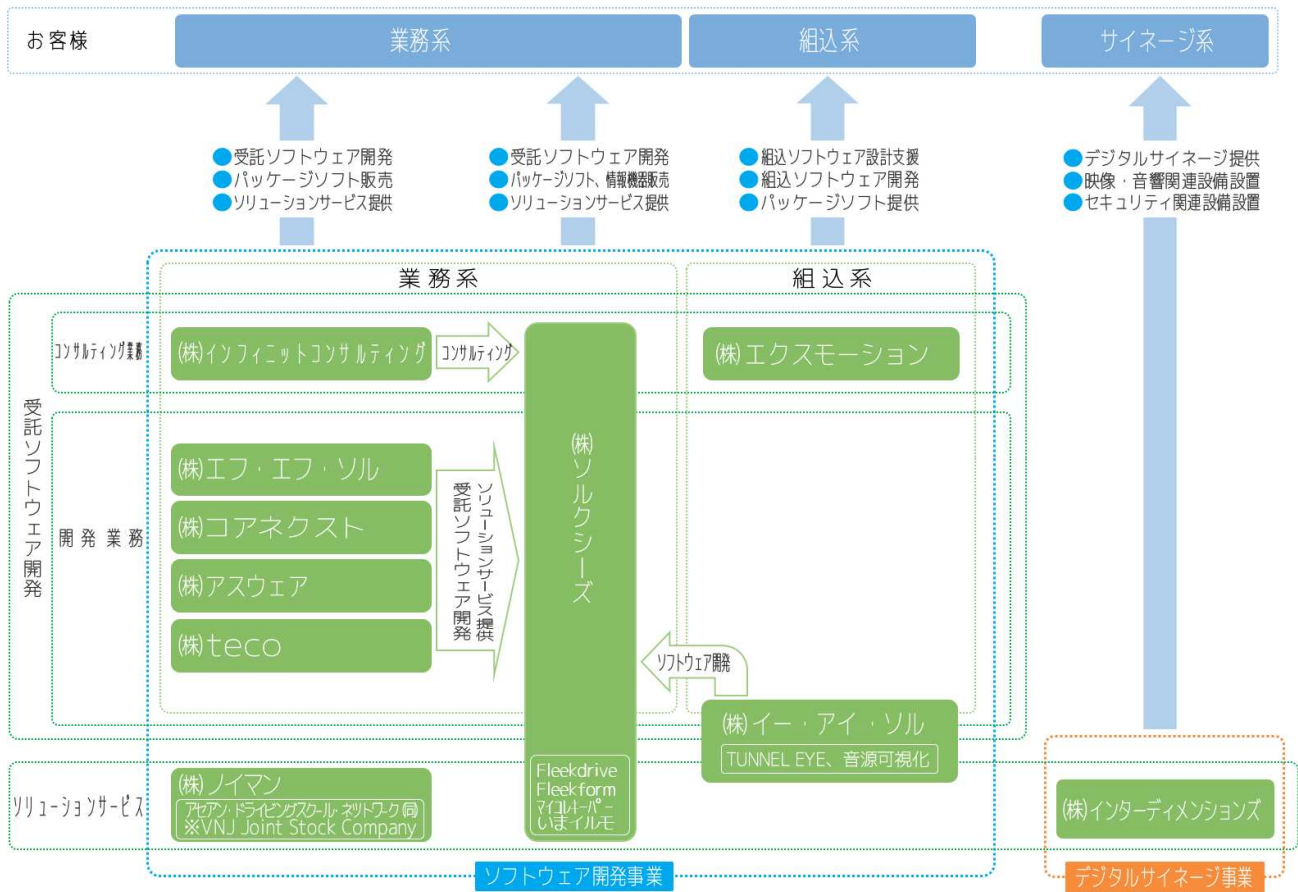 お客様
業務系
組込系
サイネージ系
●受託ソフトウェア開発
●パッケージソフト販売
●ソリューションサービス提供
●受託ソフトウェア開発
●パッケージソフト、情報機器販売
●ソリューションサービス提供
●組込ソフトウェア設計支援
●組込ソフトウェア開発
●パッケージソフト提供
●デジタルサイネージ提供
●映像・音響関連設備設置
●セキュリティ関連設備設置
業務系
組込系
受託ソフトウェア開発
コンサルティング業務
㈱インフィニットコンサルティング
コンサルティング
㈱ソルクシーズ
㈱エクスモーション
開発業務
㈱エフ・エフ・ソル
㈱コアネクスト
㈱アスウェア
㈱teco
受託ソフトウェア開発
ソリューションサービス提供
ソフトウェア開発
㈱イー・アイ・ソル
TUNNEL EYE、音源可視化
ソリューションサービス
㈱ノイマン
アセアン・ドライビングスクール・ネットワーク(同)
※VNJ Joint Stock Company
Fleekdrive
Fleekform
マイコルキーパー
いまイルモ
㈱インターディメンションズ
ソフトウェア開発事業
デジタルサイネージ事業